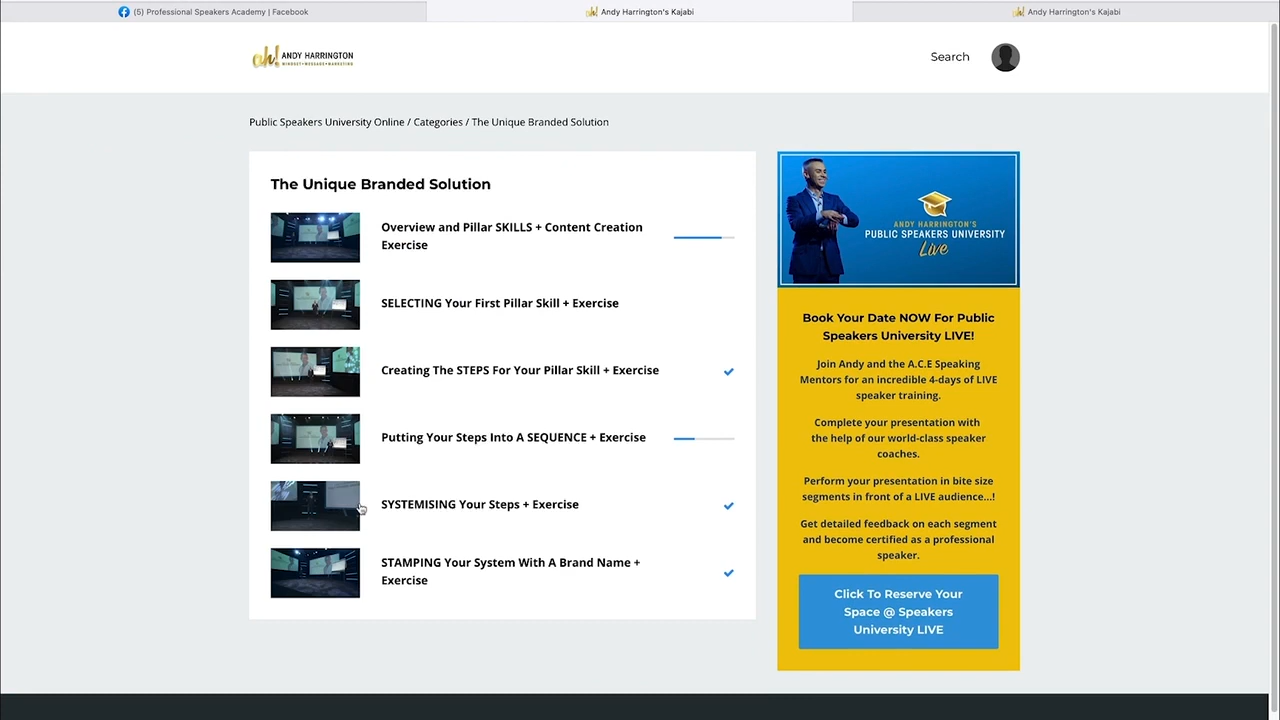 (5) Professional Speakers Academy | Facebook
Andy Harrington's Kajabi
Andy Harrington's Kajabi
ah! ANDY HARRINGTON
MINDSET•MESSAGE•MARKETING
Search
Public Speakers University Online / Categories / The Unique Branded Solution
The Unique Branded Solution
Overview and Pillar SKILLS + Content Creation
Exercise
SELECTING Your First Pillar Skill + Exercise
Creating The STEPS For Your Pillar Skill + Exercise
Putting Your Steps Into A SEQUENCE + Exercise
SYSTEMISING Your Steps + Exercise
STAMPING Your System With A Brand Name +
Exercise
ANDY HARRINGTON'S
PUBLIC SPEAKERS UNIVERSITY
Live
Book Your Date NOW For Public
Speakers University LIVE!
Join Andy and the A.C.E Speaking
Mentors for an incredible 4-days of LIVE
speaker training.
Complete your presentation with
the help of our world-class speaker
coaches.
Perform your presentation in bite size
segments in front of a LIVE audience...!
Get detailed feedback on each segment
and become certified as a professional
speaker.
Click To Reserve Your
Space @ Speakers
University LIVE